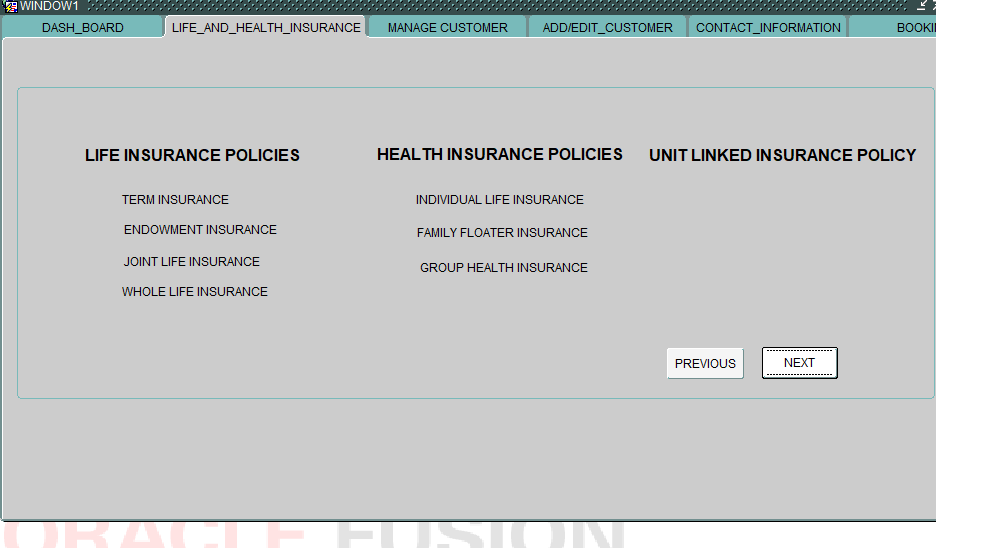 WINDOW1
DASH_BOARD LIFE_AND_HEALTH_INSURANCE MANAGE CUSTOMER ADD/EDIT_CUSTOMER CONTACT_INFORMATION BOOKI
LIFE INSURANCE POLICIES HEALTH INSURANCE POLICIES UNIT LINKED INSURANCE POLICY
TERM INSURANCE INDIVIDUAL LIFE INSURANCE
ENDOWMENT INSURANCE FAMILY FLOATER INSURANCE
JOINT LIFE INSURANCE GROUP HEALTH INSURANCE
WHOLE LIFE INSURANCE
PREVIOUS NEXT
ORACLE FUSION